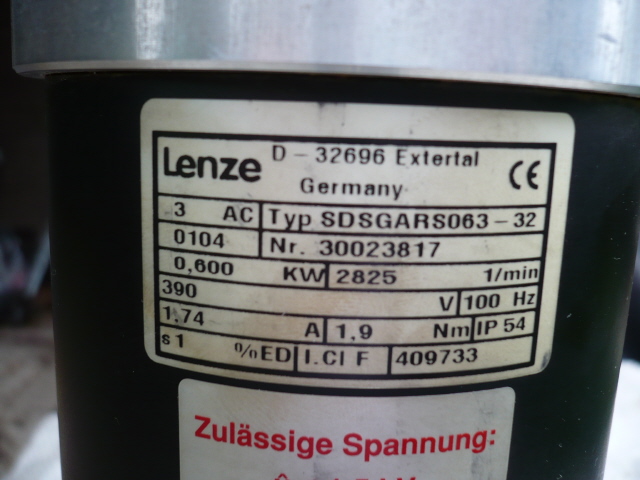 Lenze D-32696 Extertal
Germany CE
3 AC Typ SDSGARS063-32
0104 Nr. 30023817
0,600 KW 2825 1/min
390 V 100 Hz
1,74 A 1,9 Nm IP 54
s1 % ED I.Cl F 409733
Zulässige Spannung: